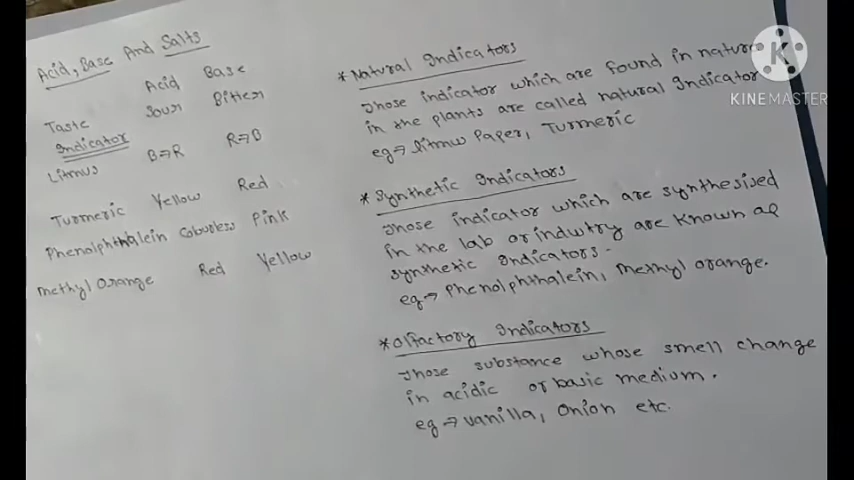 Acid, Base And Salts
Acid Base
Taste Sour Bitter
Indicator
Litmus B⇒R R⇒B
Turmeric Yellow Red
Phenolphthalein Colourless Pink
Methyl Orange Red Yellow
* Natural Indicators
Those indicator which are found in nature
in the plants are called natural Indicator
eg→ litmus Paper, Turmeric
* Synthetic Indicators
Those indicator which are synthesised
in the lab or industry are known as
synthetic indicators.
eg→ Phenolphthalein, Methyl orange.
* Olfactory Indicators
Those substance whose smell change
in acidic or basic medium.
eg→ vanilla, onion etc.
KINEMASTER